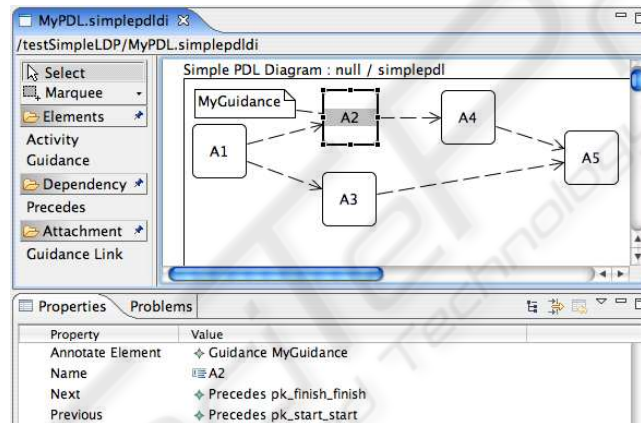 MyPDL.simplepdldi
/testSimpleLDP/MyPDL.simplepdldi
Select
Marquee
Elements
Activity
Guidance
Dependency
Precedes
Attachment
Guidance Link
Simple PDL Diagram : null / simplepdl
MyGuidance
A2
A4
A1
A5
A3
Properties Problems
Property Value
Annotate Element Guidance MyGuidance
Name A2
Next Precedes pk_finish_finish
Previous Precedes pk_start_start